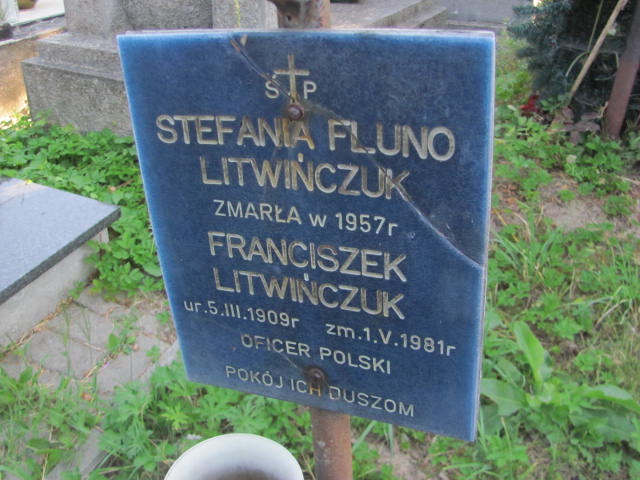 Ś P
STEFANIA FLUNO
LITWIŃCZUK
ZMARŁA w 1957r
FRANCISZEK
LITWIŃCZUK
ur.5.III.1909r zm.1.V.1981r
OFICER POLSKI
POKÓJ ICH DUSZOM